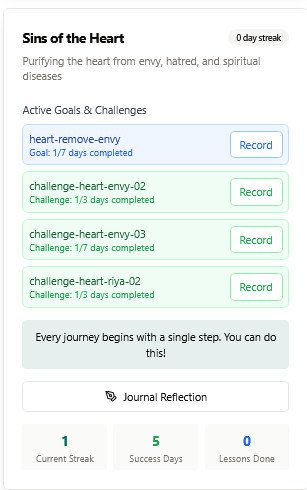 Sins of the Heart
0 day streak
Purifying the heart from envy, hatred, and spiritual
diseases
Active Goals & Challenges
heart-remove-envy
Goal: 1/7 days completed
Record
challenge-heart-envy-02
Challenge: 1/3 days completed
Record
challenge-heart-envy-03
Challenge: 1/7 days completed
Record
challenge-heart-riya-02
Challenge: 1/3 days completed
Record
Every journey begins with a single step. You can do
this!
Journal Reflection
1
Current Streak
5
Success Days
0
Lessons Done